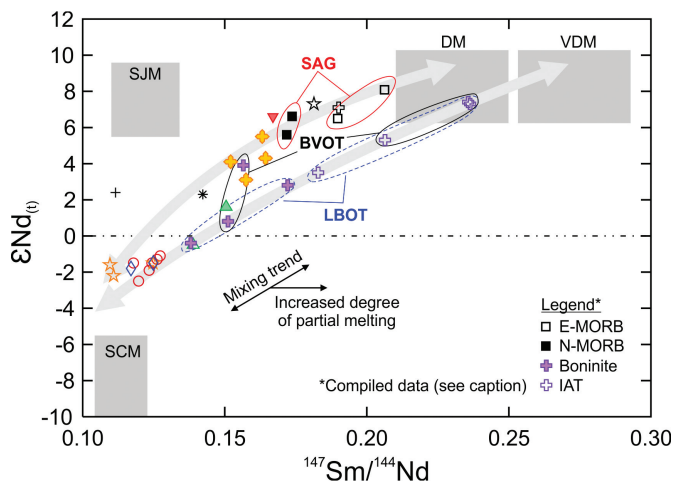 DM
VDM
SJM
SAG
BVOT
LBOT
SCM
Mixing trend
Increased degree
of partial melting
Legend*
E-MORB
N-MORB
Boninite
IAT
*Compiled data (see caption)
10
8
6
4
2
0
-2
-4
-6
-8
-10
εNd(t)
0.10
0.15
0.20
0.25
0.30
147Sm/144Nd